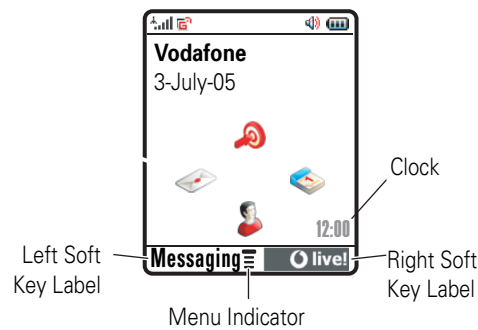 Vodafone
3-July-05
1
12:00
Clock
Messaging
live!
Left Soft
Key Label
Menu Indicator
Right Soft
Key Label